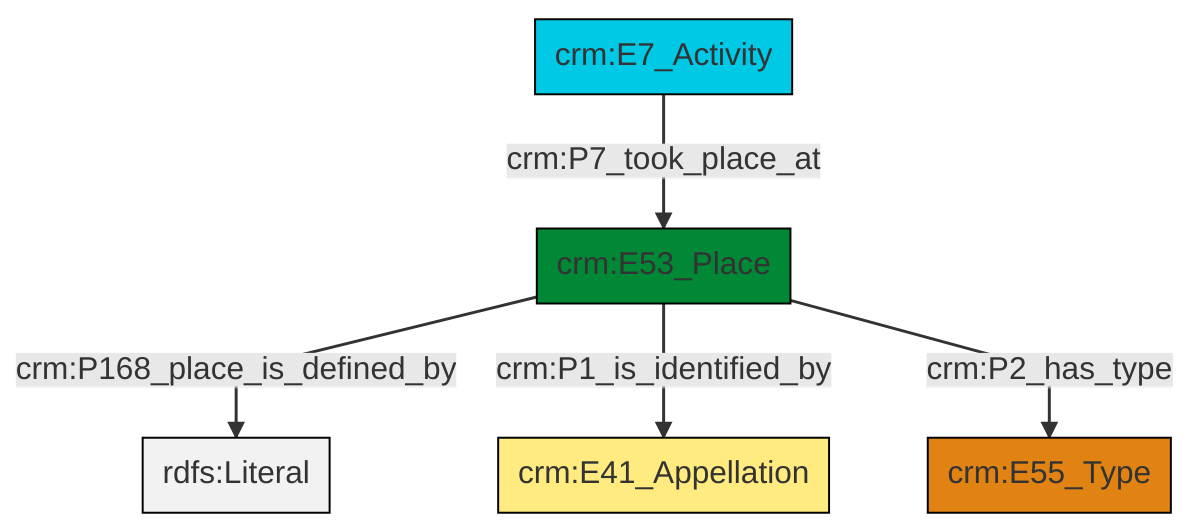 crm:E7_Activity
crm:P7_took_place_at
crm:E53_Place
crm:P168_place_is_defined_by
crm:P1_is_identified_by
crm:P2_has_type
rdfs:Literal
crm:E41_Appellation
crm:E55_Type